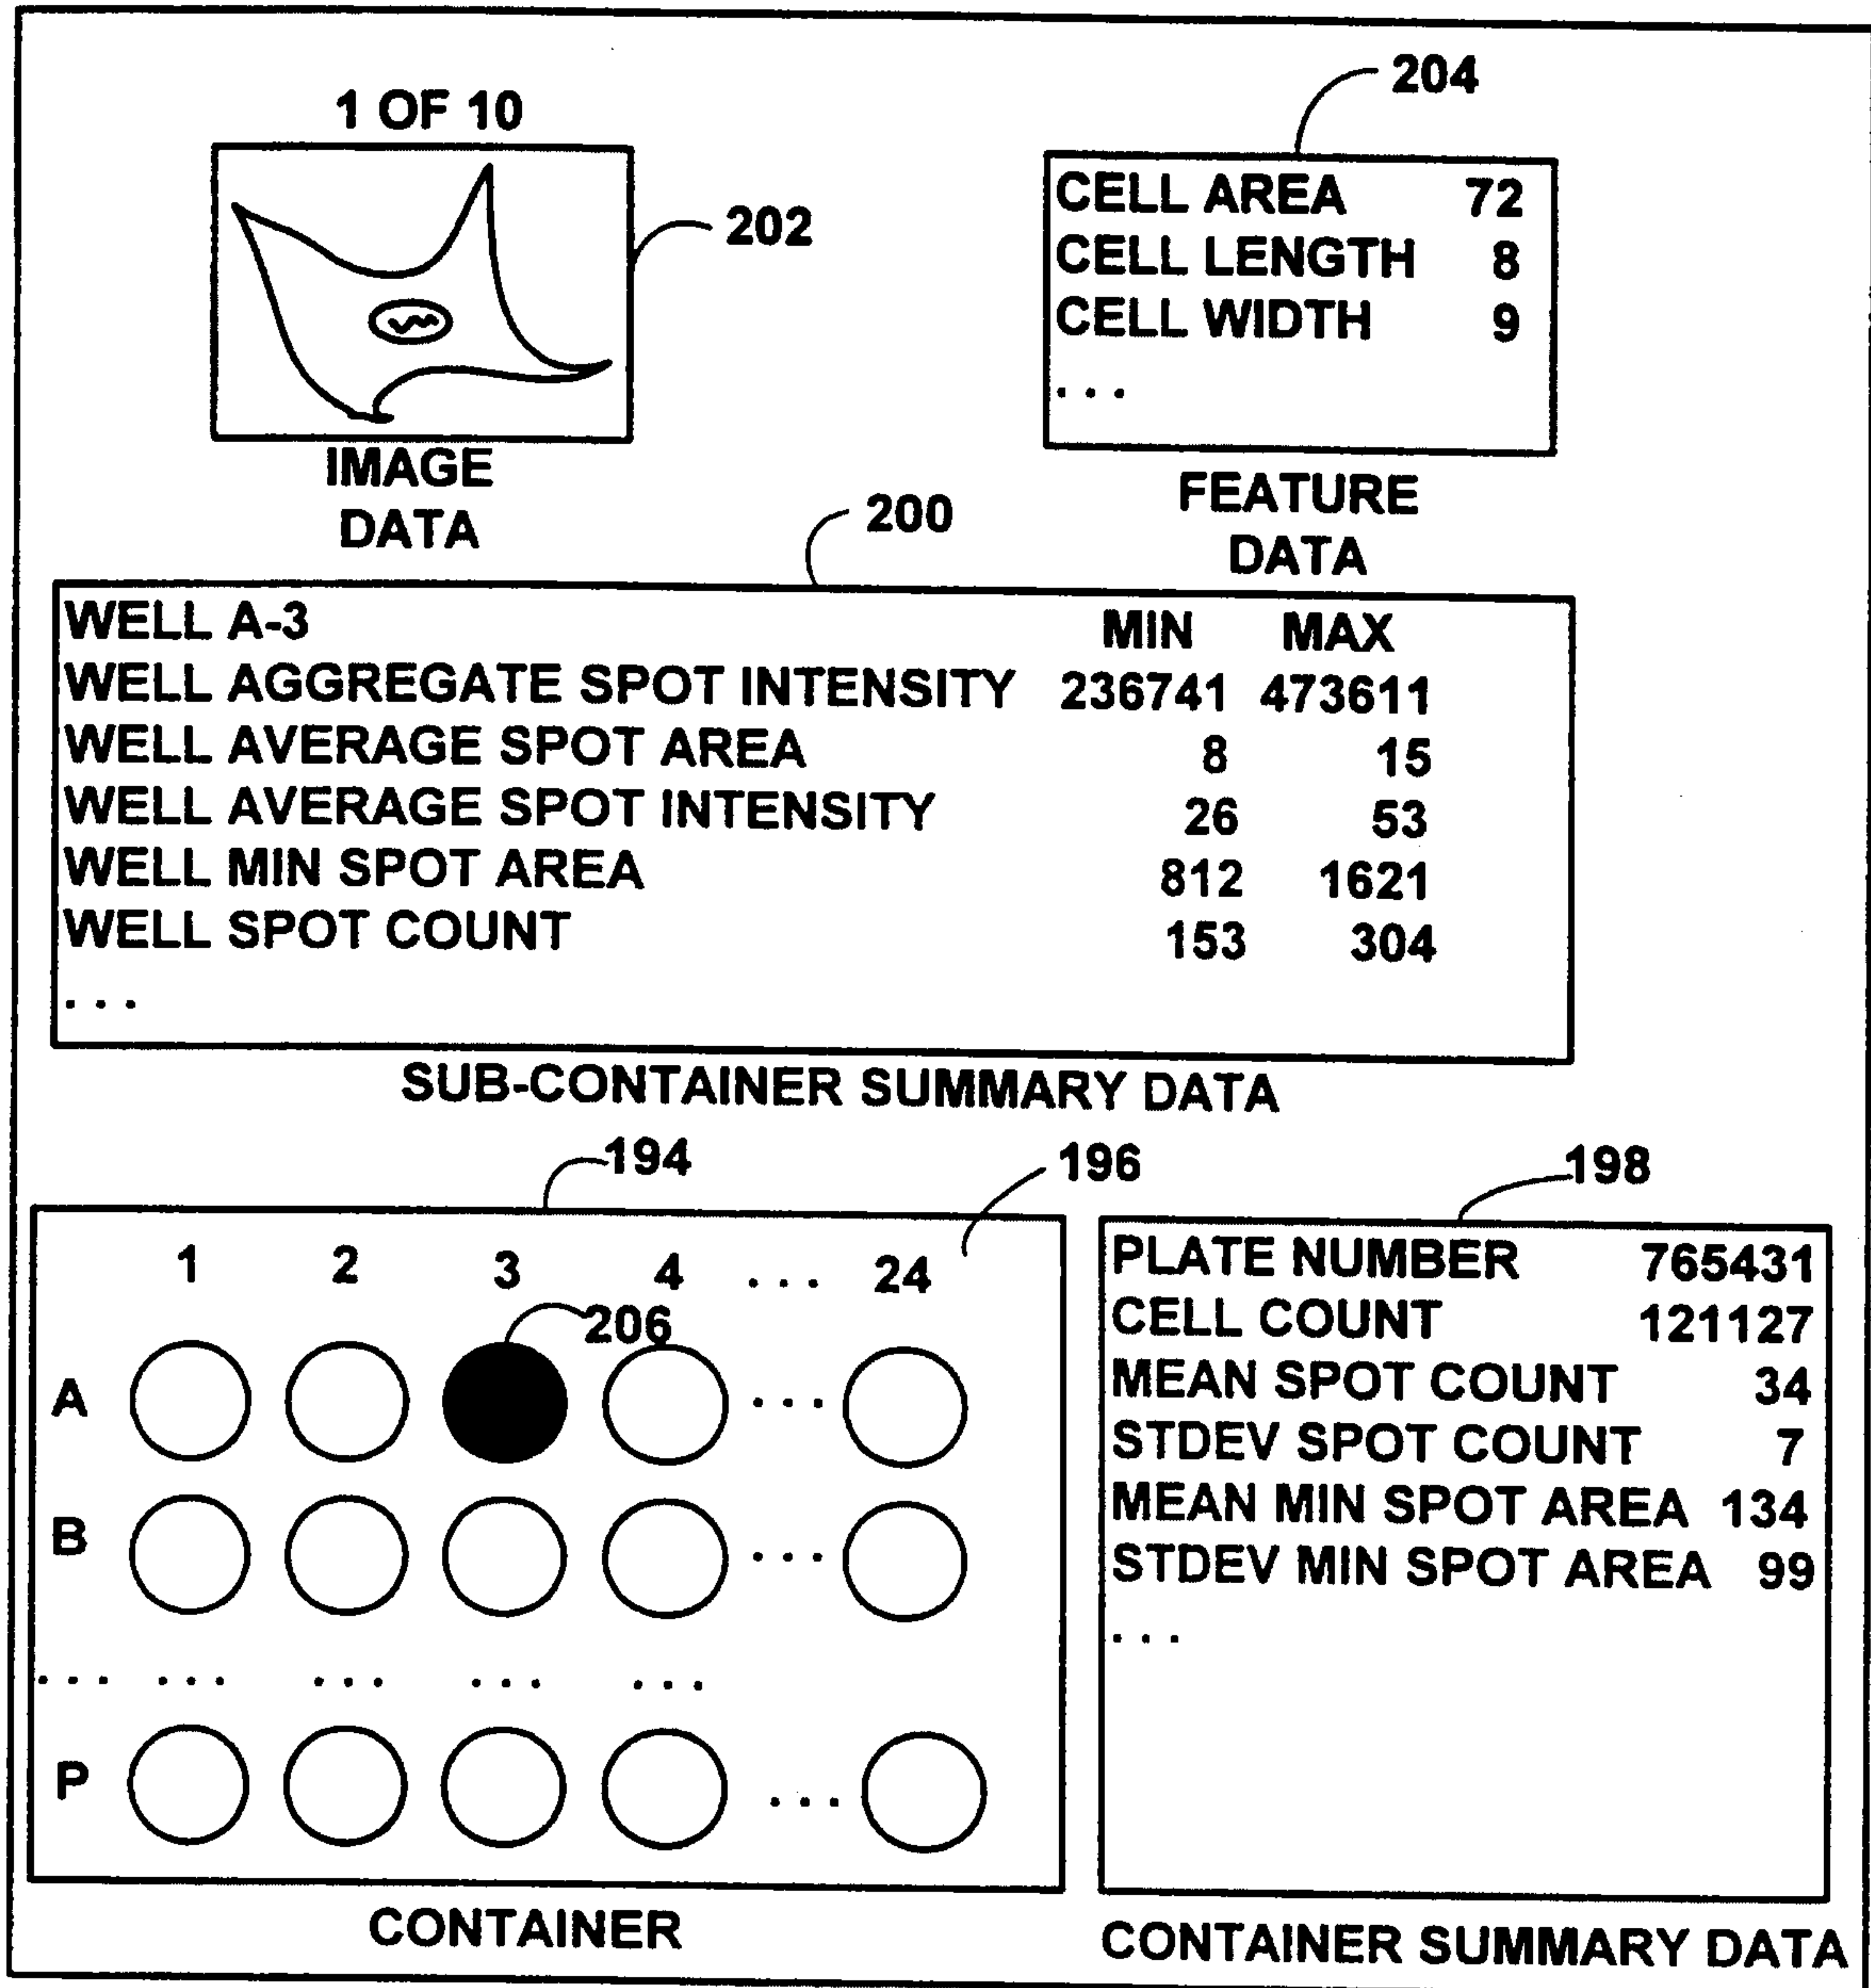 204
1 OF 10
202
CELL AREA 72
CELL LENGTH 8
CELL WIDTH 9
. . .
IMAGE
DATA
FEATURE
DATA
200
WELL A-3 MIN MAX
WELL AGGREGATE SPOT INTENSITY 236741 473611
WELL AVERAGE SPOT AREA 8 15
WELL AVERAGE SPOT INTENSITY 26 53
WELL MIN SPOT AREA 812 1621
WELL SPOT COUNT 153 304
. . .
SUB-CONTAINER SUMMARY DATA
194
196
198
1 2 3 4 . . . 24
206
A . . .
B . . .
. . . . . . . . . . . . . . .
P . . .
PLATE NUMBER 765431
CELL COUNT 121127
MEAN SPOT COUNT 34
STDEV SPOT COUNT 7
MEAN MIN SPOT AREA 134
STDEV MIN SPOT AREA 99
. . .
CONTAINER
CONTAINER SUMMARY DATA